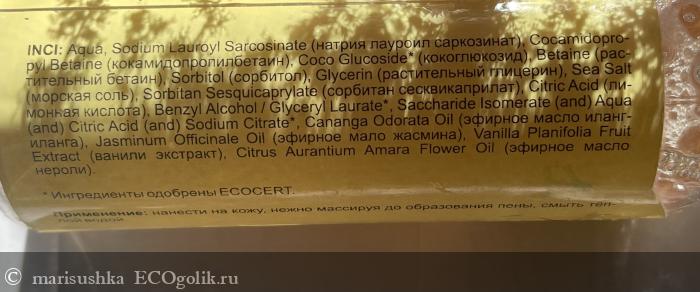 INCI: Aqua, Sodium Lauroyl Sarcosinate (натрия лауроил саркозинат), Cocamidopro-
pyl Betaine (кокамидопропилбетаин), Coco Glucoside* (кокоглюкозид), Betaine (рас-
тительный бетаин), Sorbitol (сорбитол), Glycerin (растительный глицерин), Sea Salt
(морская соль), Sorbitan Sesquicaprylate (сорбитан сесквикаприлат), Citric Acid (ли-
монная кислота), Benzyl Alcohol / Glyceryl Laurate*, Saccharide Isomerate (and) Aqua
(and) Citric Acid (and) Sodium Citrate*, Cananga Odorata Oil (эфирное масло иланг-
иланга), Jasminum Officinale Oil (эфирное мало жасмина), Vanilla Planifolia Fruit
Extract (ванили экстракт), Citrus Aurantium Amara Flower Oil (эфирное масло
нероли).
* Ингредиенты одобрены ECOCERT.
Применение: нанести на кожу, нежно массируя до образования пены, смыть тёп-
лой водой
© marisushka ECOgolik.ru